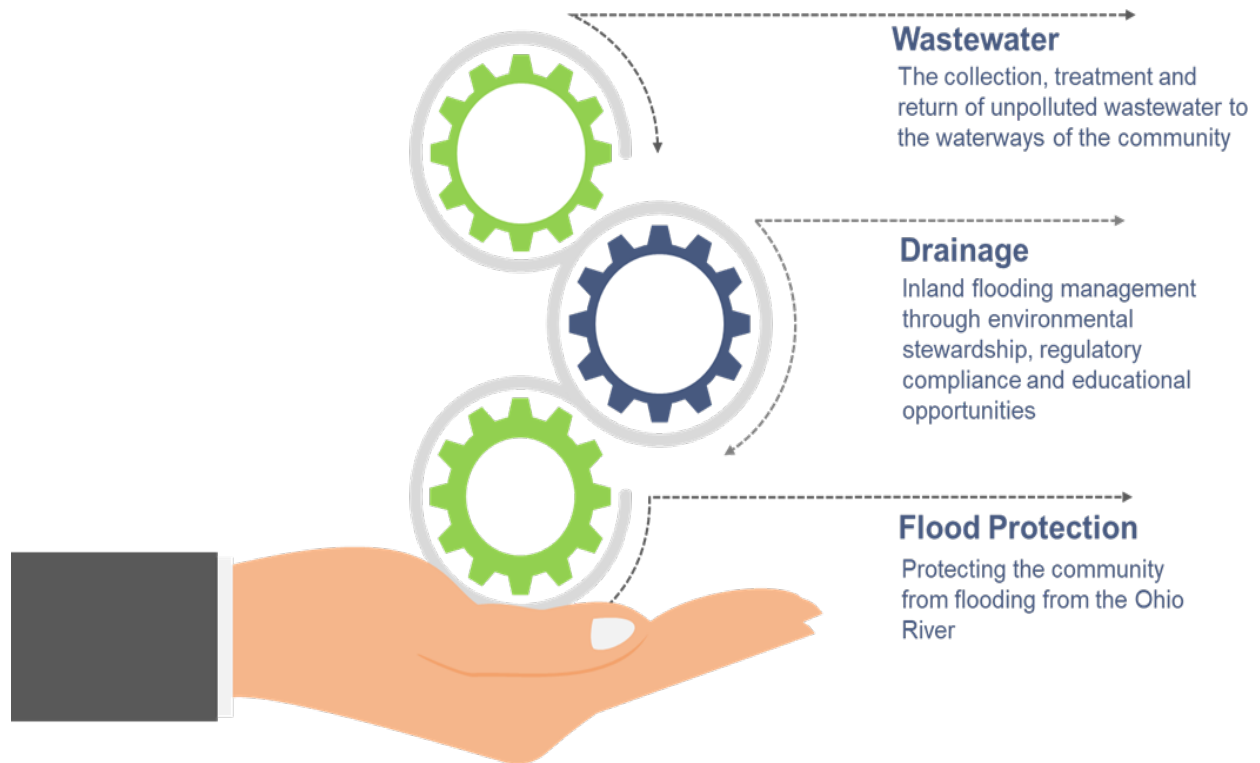 Wastewater
The collection, treatment and
return of unpolluted wastewater to
the waterways of the community
Drainage
Inland flooding management
through environmental
stewardship, regulatory
compliance and educational
opportunities
Flood Protection
Protecting the community
from flooding from the Ohio
River